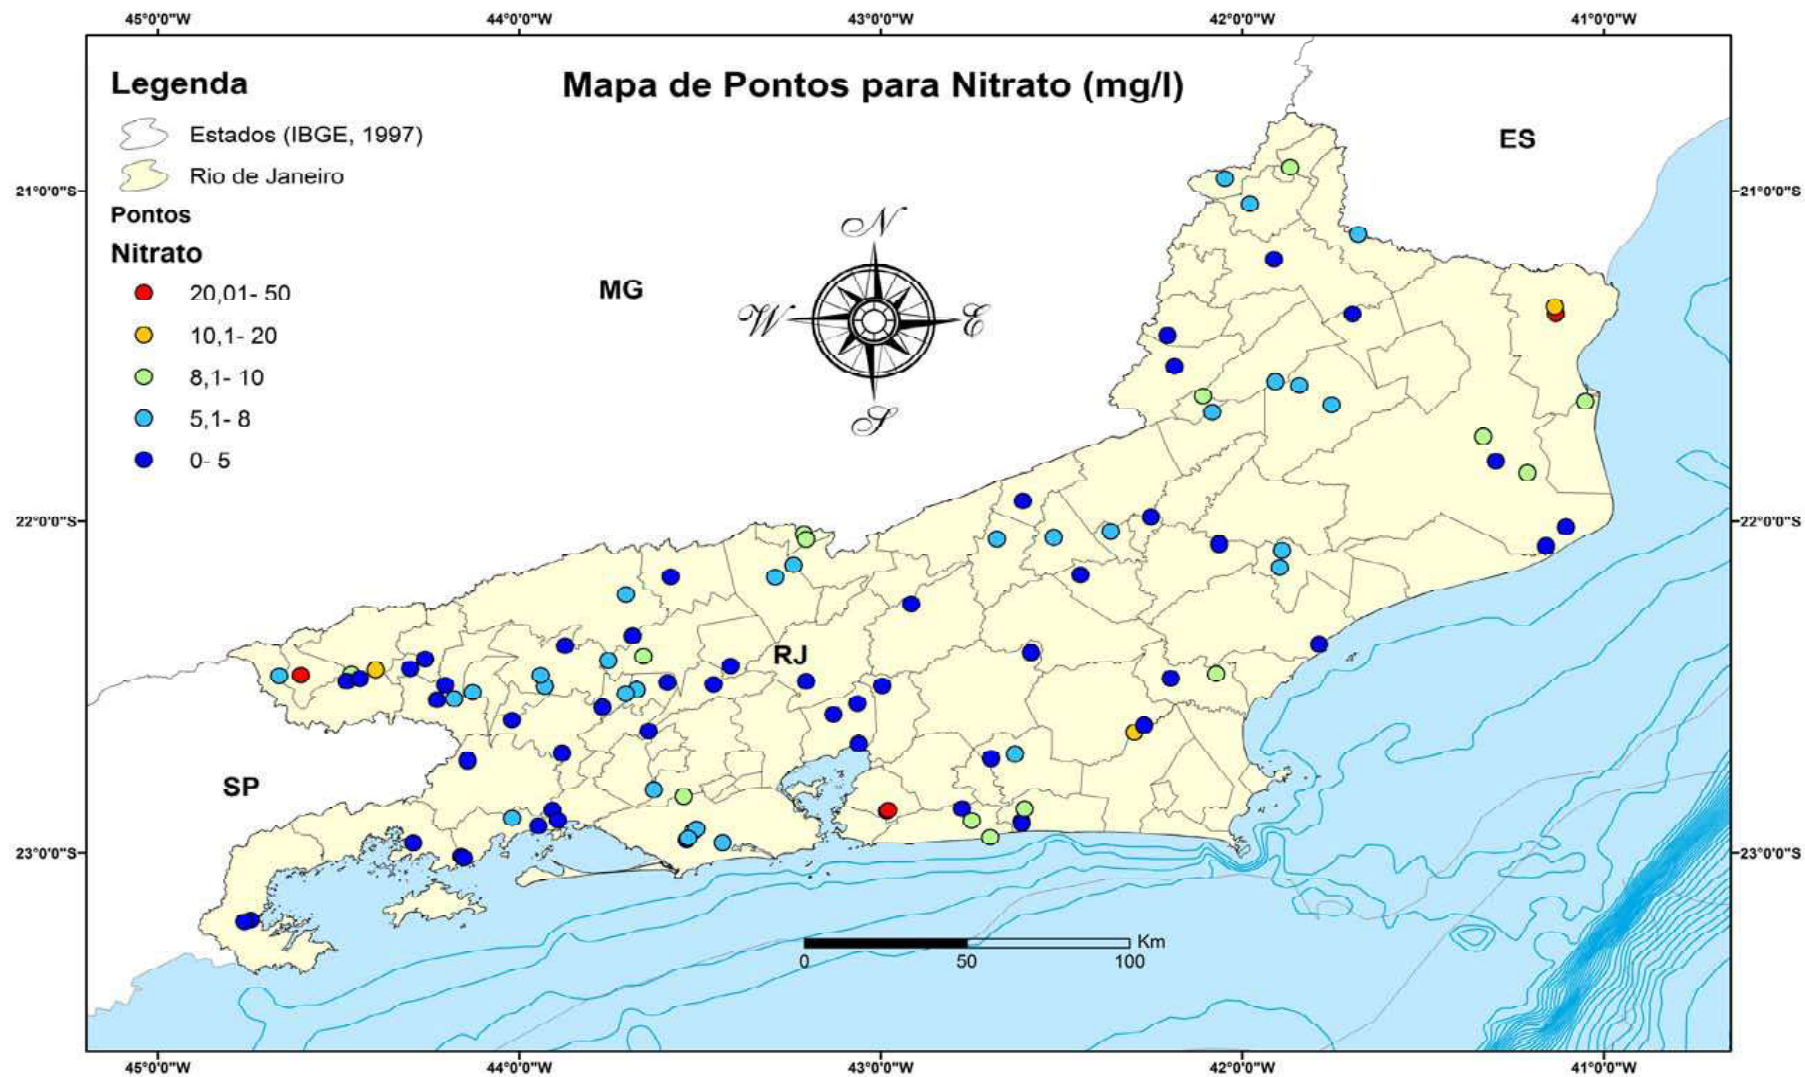 45°0'0"W 44°0'0"W 43°0'0"W 42°0'0"W 41°0'0"W
Legenda
Mapa de Pontos para Nitrato (mg/l)
Estados (IBGE, 1997)
ES
Rio de Janeiro
21°0'0"S 21°0'0"S
Pontos
N
Nitrato
MG
20,01- 50
W E
10,1- 20
8,1- 10
S
5,1- 8
0- 5
22°0'0"S 22°0'0"S
RJ
SP
23°0'0"S 23°0'0"S
Km
0 50 100
45°0'0"W 44°0'0"W 43°0'0"W 42°0'0"W 41°0'0"W